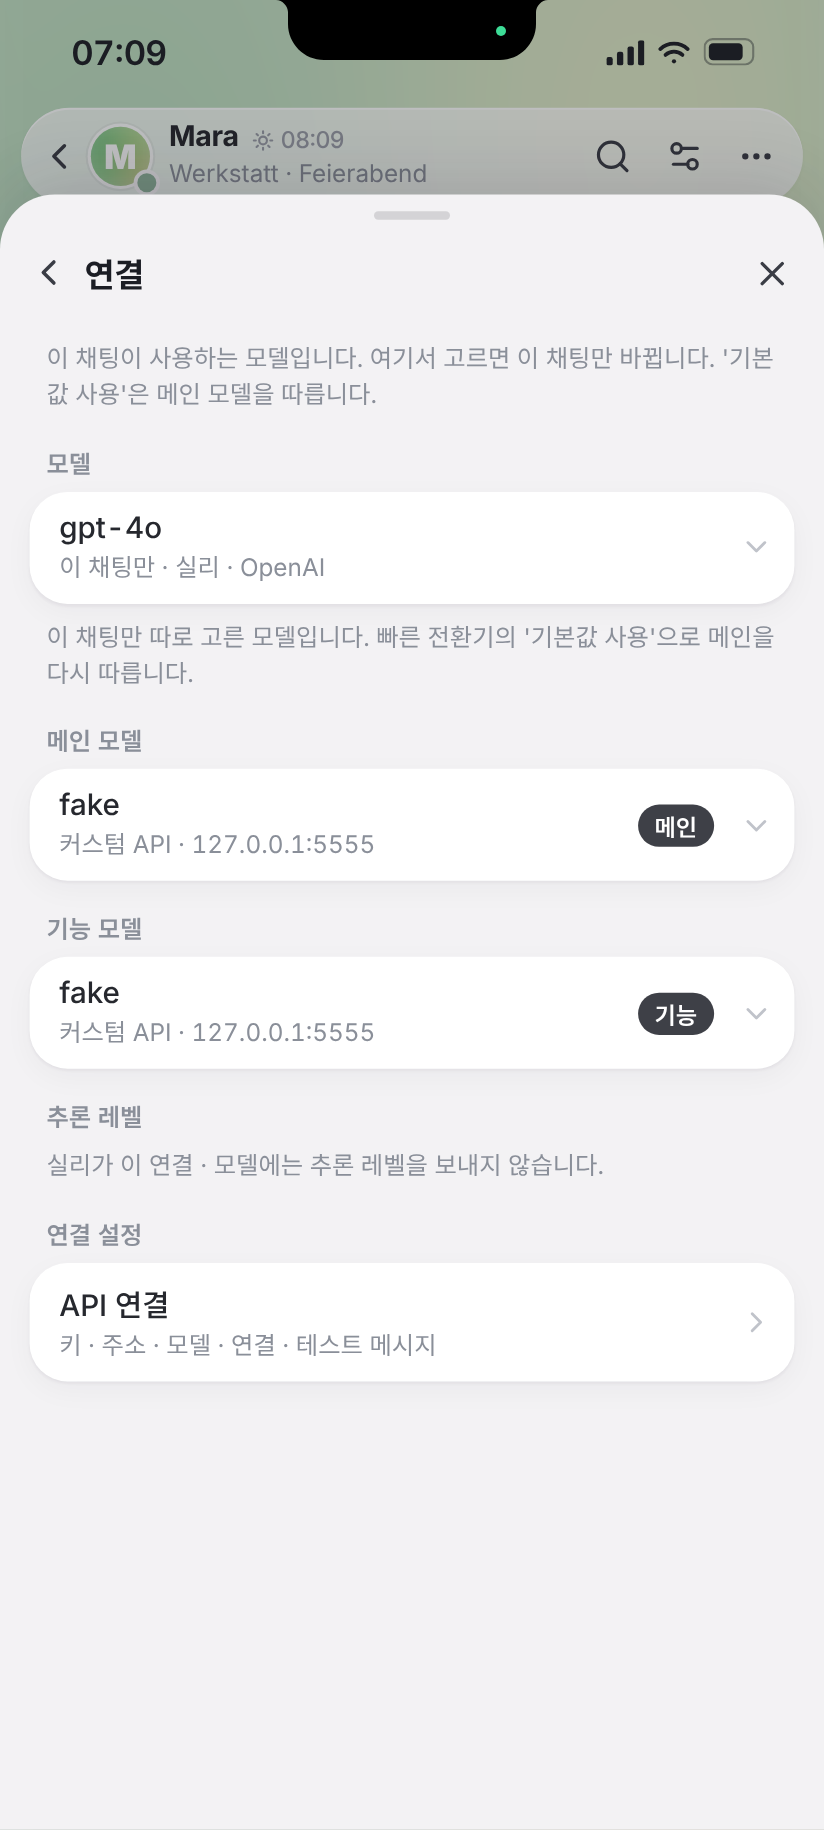 07:09
M
Mara 08:09
Werkstatt · Feierabend
연결
이 채팅이 사용하는 모델입니다. 여기서 고르면 이 채팅만 바뀝니다. '기본
값 사용'은 메인 모델을 따릅니다.
모델
gpt-4o
이 채팅만 · 실리 · OpenAI
이 채팅만 따로 고른 모델입니다. 빠른 전환기의 '기본값 사용'으로 메인을
다시 따릅니다.
메인 모델
fake
메인
커스텀 API · 127.0.0.1:5555
기능 모델
fake
기능
커스텀 API · 127.0.0.1:5555
추론 레벨
실리가 이 연결 · 모델에는 추론 레벨을 보내지 않습니다.
연결 설정
API 연결
키 · 주소 · 모델 · 연결 · 테스트 메시지